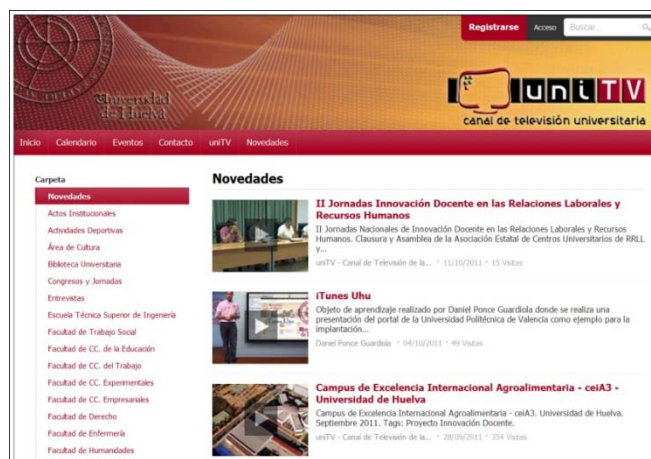 Registrarse Acceso Buscar...
Universidad
de Huelva
uniTV
canal de televisión universitaria
Inicio Calendario Eventos Contacto uniTV Novedades
Carpeta
Novedades
Actos Institucionales
Actividades Deportivas
Área de Cultura
Biblioteca Universitaria
Congresos y Jornadas
Entrevistas
Escuela Técnica Superior de Ingeniería
Facultad de Trabajo Social
Facultad de CC. de la Educación
Facultad de CC. del Trabajo
Facultad de CC. Experimentales
Facultad de CC. Empresariales
Facultad de Derecho
Facultad de Enfermería
Facultad de Humanidades
Novedades
II Jornadas Innovación Docente en las Relaciones Laborales y
Recursos Humanos
II Jornadas Nacionales de Innovación Docente en las Relaciones Laborales y Recursos
Humanos. Clausura y Asamblea de la Asociación Estatal de Centros Universitarios de RRLL
y...
uniTV - Canal de Televisión de la... • 11/10/2011 • 15 Visitas
iTunes Uhu
Objeto de aprendizaje realizado por Daniel Ponce Guardiola donde se realiza una
presentación del portal de la Universidad Politécnica de Valencia como ejemplo para la
implantación...
Daniel Ponce Guardiola • 04/10/2011 • 49 Visitas
Campus de Excelencia Internacional Agroalimentaria - ceiA3 -
Universidad de Huelva
Campus de Excelencia Internacional Agroalimentaria - ceiA3. Universidad de Huelva.
Septiembre 2011. Tags: Proyecto Innovación Docente.
uniTV - Canal de Televisión de la... • 28/09/2011 • 354 Visitas